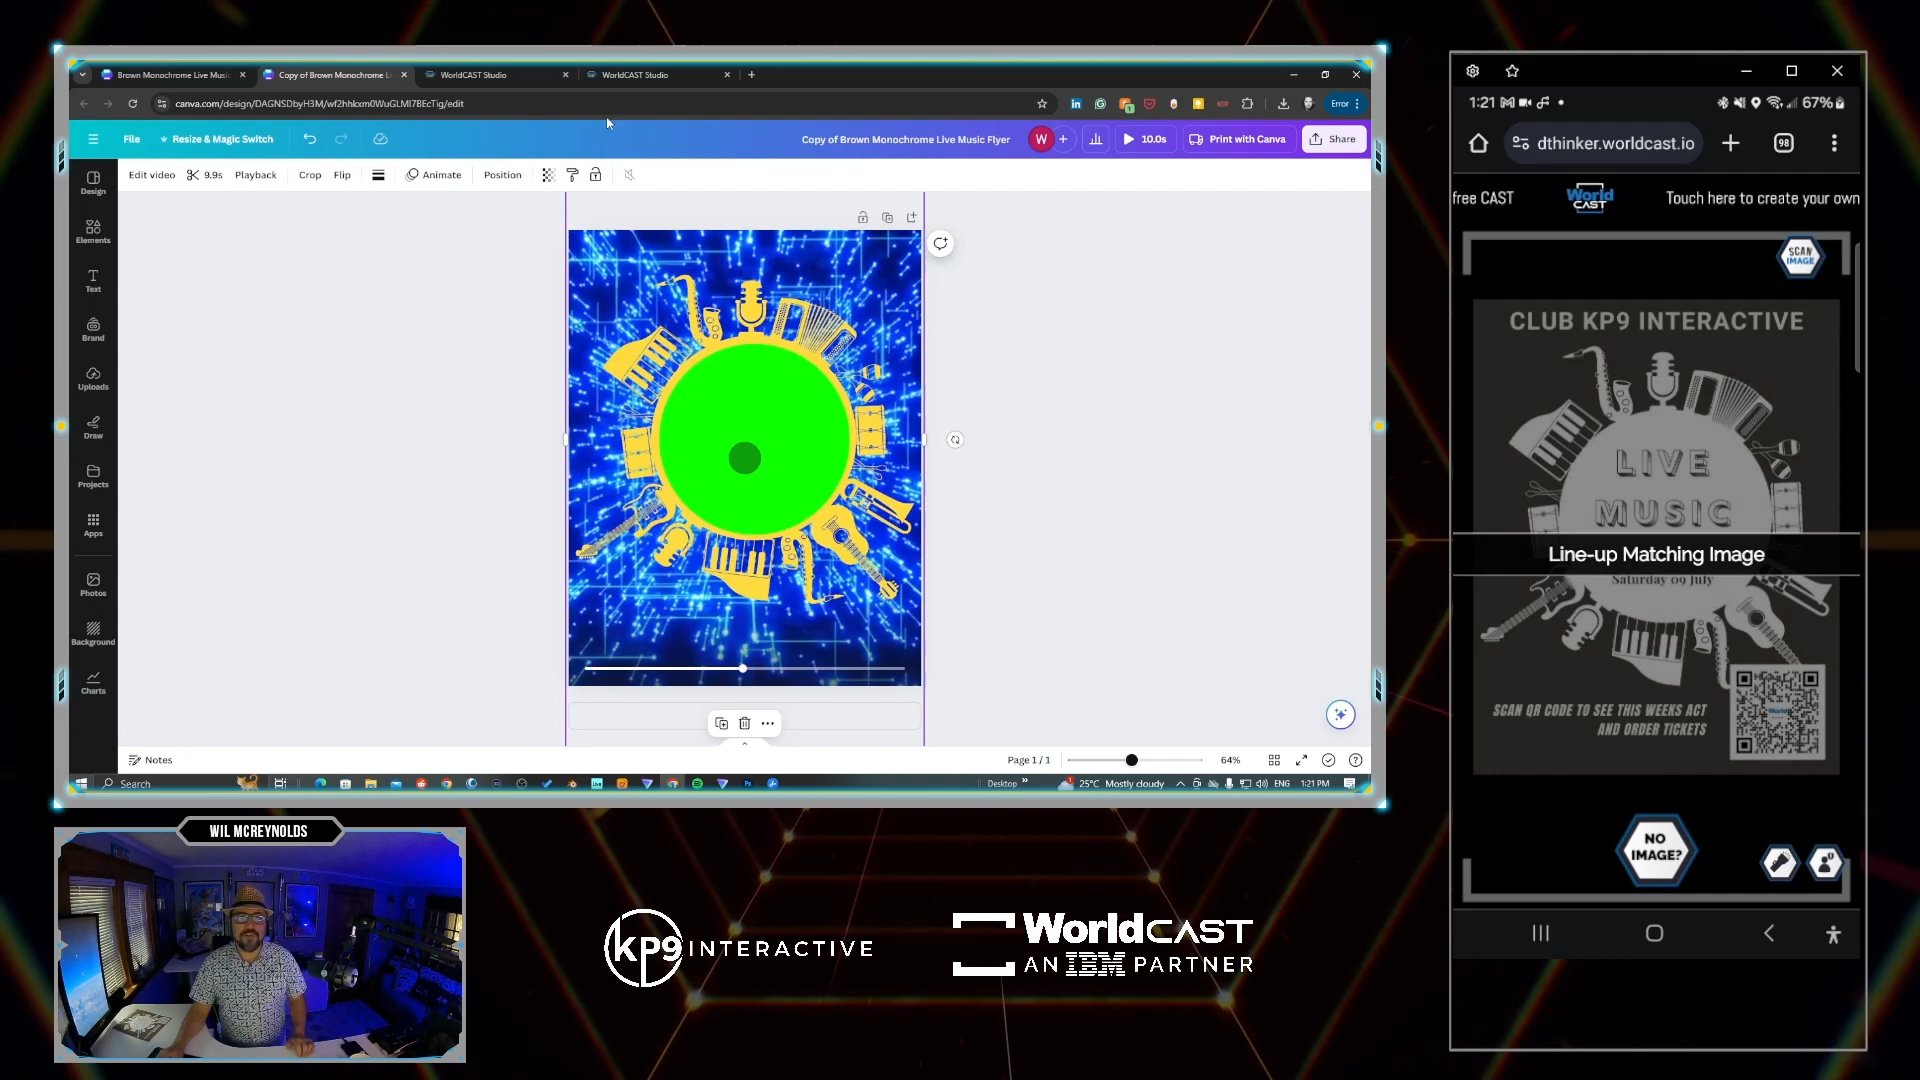 Brown Monochrome Live Music
Copy of Brown Monochrome Li
WorldCAST Studio
WorldCAST Studio
canva.com/design/DAGNSDbyH3M/wf2hhkxm0WuGLMI7BEcTig/edit
Error
File
Resize & Magic Switch
Copy of Brown Monochrome Live Music Flyer
W
10.0s
Print with Canva
Share
Edit video
9.9s
Playback
Crop
Flip
Animate
Position
Design
Elements
Text
Brand
Uploads
Draw
Projects
Apps
Photos
Background
Charts
Notes
Page 1 / 1
64%
Search
Desktop
25°C Mostly cloudy
ENG
1:21 PM
1:21
67%
dthinker.worldcast.io
98
free CAST
World CAST
Touch here to create your own
SCAN
IMAGE
CLUB KP9 INTERACTIVE
LIVE
MUSIC
Line-up Matching Image
Saturday 09 July
SCAN QR CODE TO SEE THIS WEEKS ACT
AND ORDER TICKETS
NO
IMAGE?
WIL MCREYNOLDS
KP9 INTERACTIVE
WorldCAST
AN IBM PARTNER